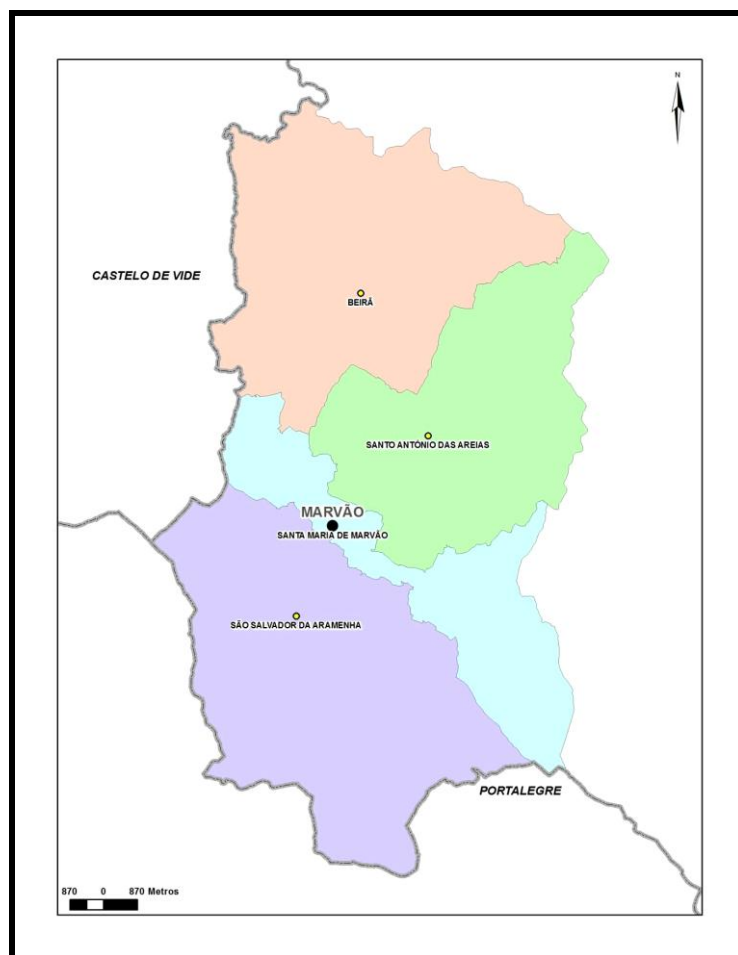 N
CASTELO DE VIDE
BEIRÃ
SANTO ANTÓNIO DAS AREIAS
MARVÃO
SANTA MARIA DE MARVÃO
SÃO SALVADOR DA ARAMENHA
PORTALEGRE
870 0 870 Metros